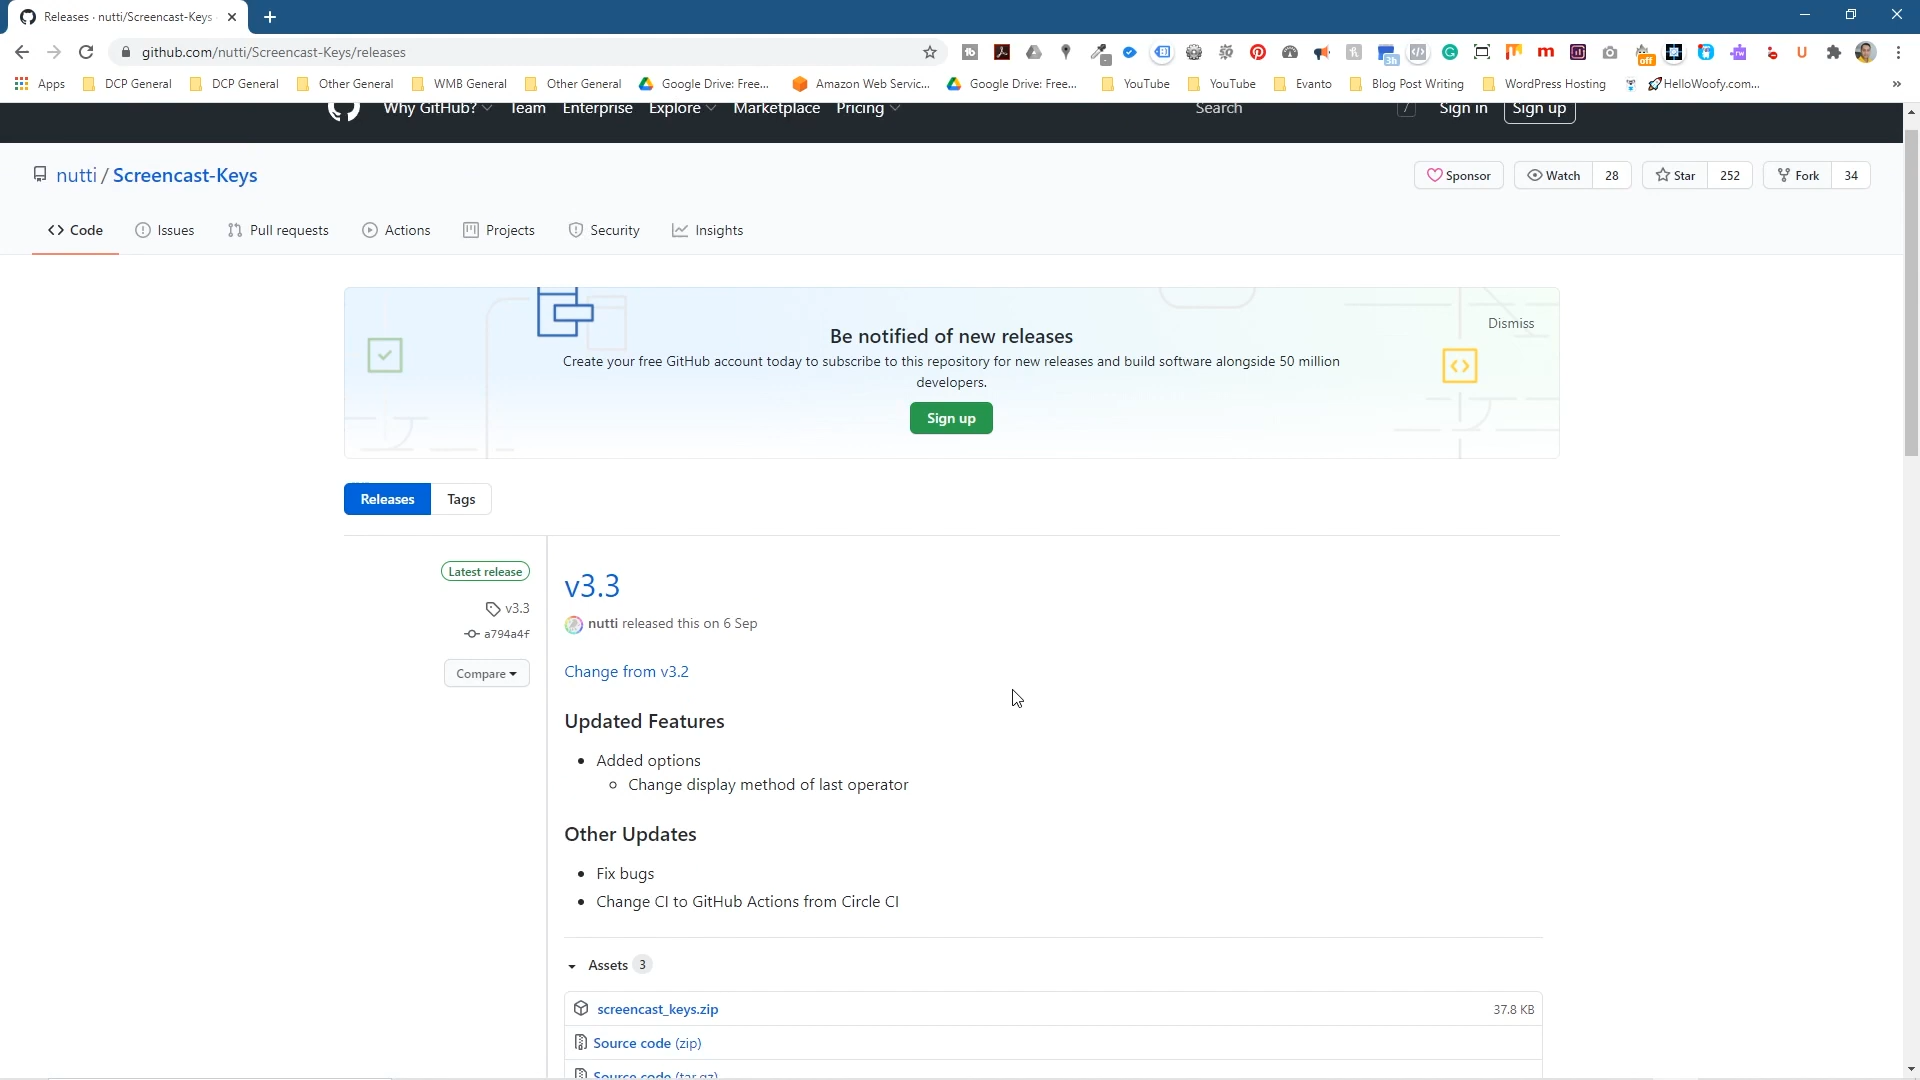 Releases · nutti/Screencast-Keys
github.com/nutti/Screencast-Keys/releases
3h
off
Apps DCP General DCP General Other General WMB General Other General Google Drive: Free... Amazon Web Servic... Google Drive: Free... YouTube YouTube Evanto Blog Post Writing WordPress Hosting HelloWoofy.com... »
Why GitHub? Team Enterprise Explore Marketplace Pricing Search / Sign in Sign up
nutti / Screencast-Keys
Sponsor Watch 28 Star 252 Fork 34
Code Issues Pull requests Actions Projects Security Insights
Dismiss
Be notified of new releases
Create your free GitHub account today to subscribe to this repository for new releases and build software alongside 50 million
developers.
Sign up
Releases Tags
Latest release
v3.3
a794a4f
Compare
v3.3
nutti released this on 6 Sep
Change from v3.2
Updated Features
Added options
Change display method of last operator
Other Updates
Fix bugs
Change CI to GitHub Actions from Circle CI
Assets 3
screencast_keys.zip 37.8 KB
Source code (zip)
Source code (tar.gz)